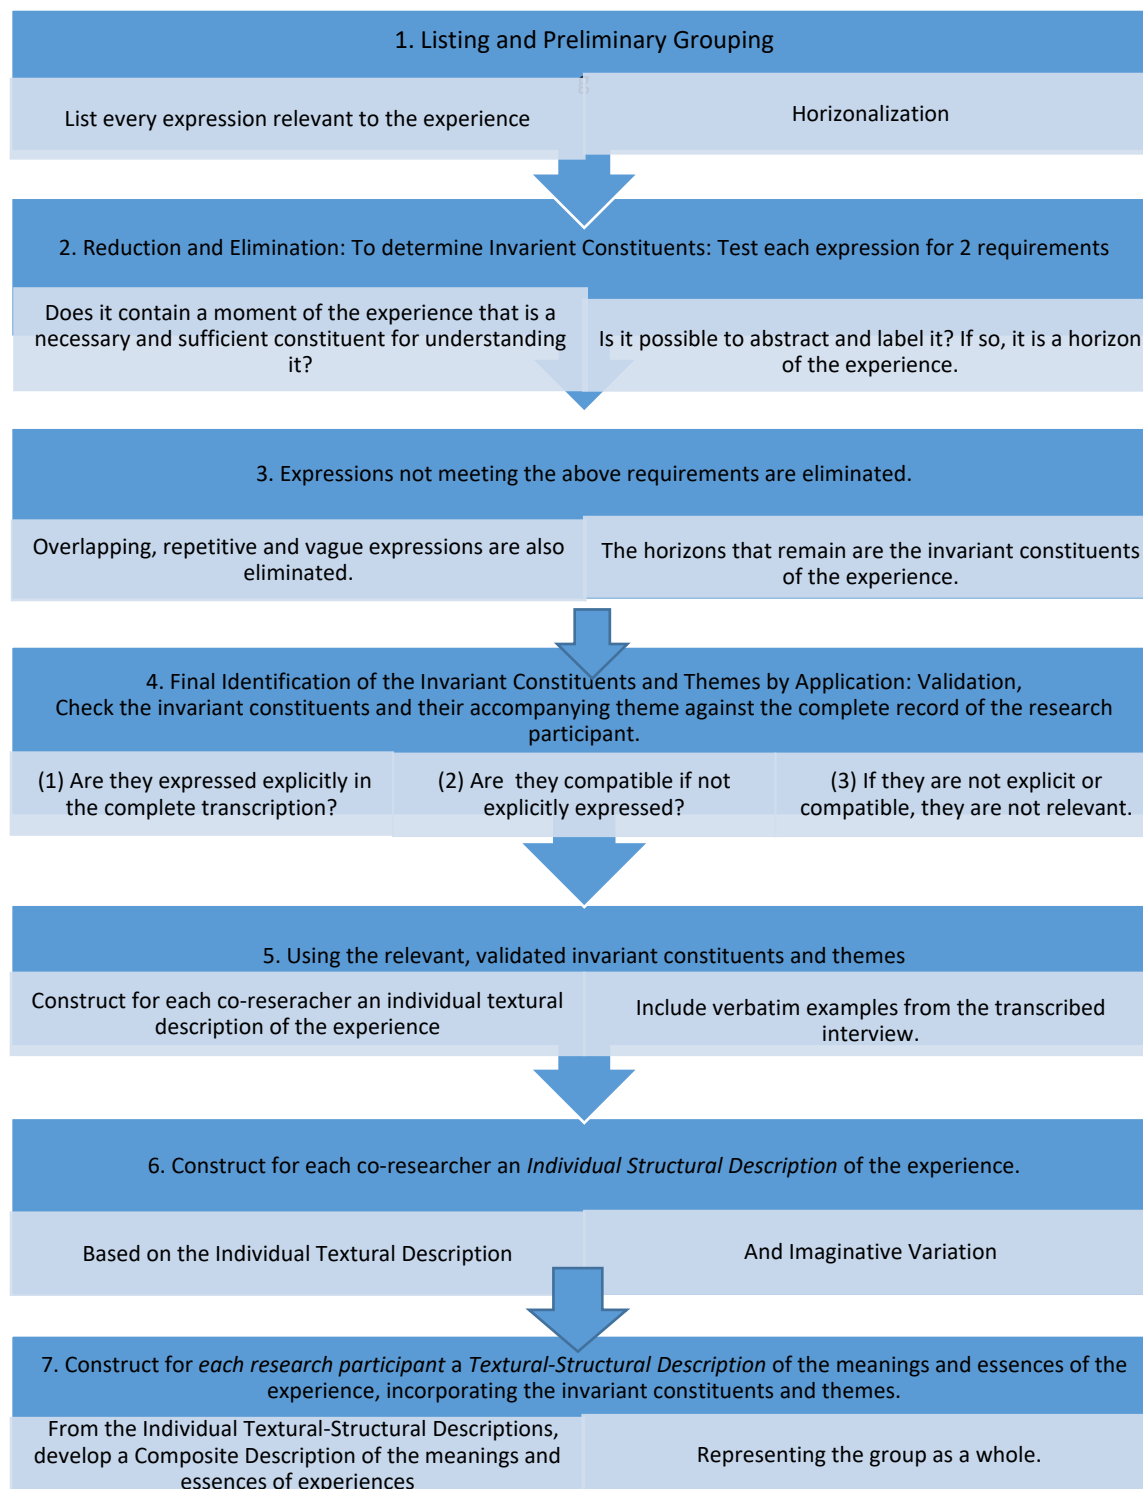 1. Listing and Preliminary Grouping
List every expression relevant to the experience
Horizonalization
2. Reduction and Elimination: To determine Invarient Constituents: Test each expression for 2 requirements
Does it contain a moment of the experience that is a
necessary and sufficient constituent for understanding
it?
Is it possible to abstract and label it? If so, it is a horizon
of the experience.
3. Expressions not meeting the above requirements are eliminated.
Overlapping, repetitive and vague expressions are also
eliminated.
The horizons that remain are the invariant constituents
of the experience.
4. Final Identification of the Invariant Constituents and Themes by Application: Validation,
Check the invariant constituents and their accompanying theme against the complete record of the research
participant.
(1) Are they expressed explicitly in
the complete transcription?
(2) Are they compatible if not
explicitly expressed?
(3) If they are not explicit or
compatible, they are not relevant.
5. Using the relevant, validated invariant constituents and themes
Construct for each co-reseracher an individual textural
description of the experience
Include verbatim examples from the transcribed
interview.
6. Construct for each co-researcher an Individual Structural Description of the experience.
Based on the Individual Textural Description
And Imaginative Variation
7. Construct for each research participant a Textural-Structural Description of the meanings and essences of the
experience, incorporating the invariant constituents and themes.
From the Individual Textural-Structural Descriptions,
develop a Composite Description of the meanings and
essences of experiences
Representing the group as a whole.